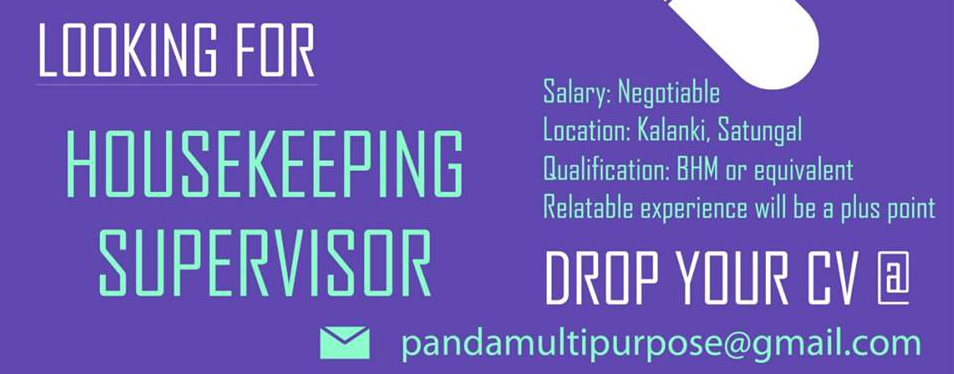 LOOKING FOR
HOUSEKEEPING
SUPERVISOR
Salary: Negotiable
Location: Kalanki, Satungal
Qualification: BHM or equivalent
Relatable experience will be a plus point
DROP YOUR CV @
pandamultipurpose@gmail.com